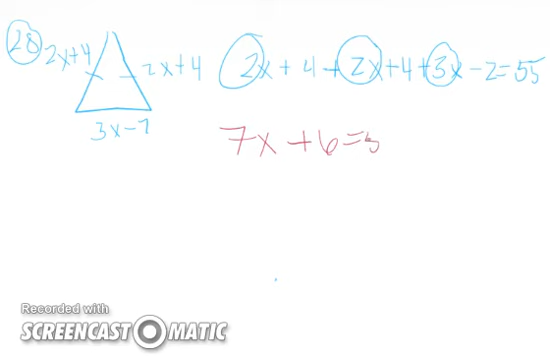 28
2x+4
2x+4
3x-2
2x+4+2x+4+3x-2=55
7x+6=5
Recorded with
SCREENCAST MATIC